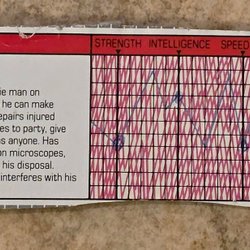 STRENGTH INTELLIGENCE SPEED
ie man on
he can make
epairs injured
es to party, give
s anyone. Has
on microscopes,
his disposal.
interferes with his